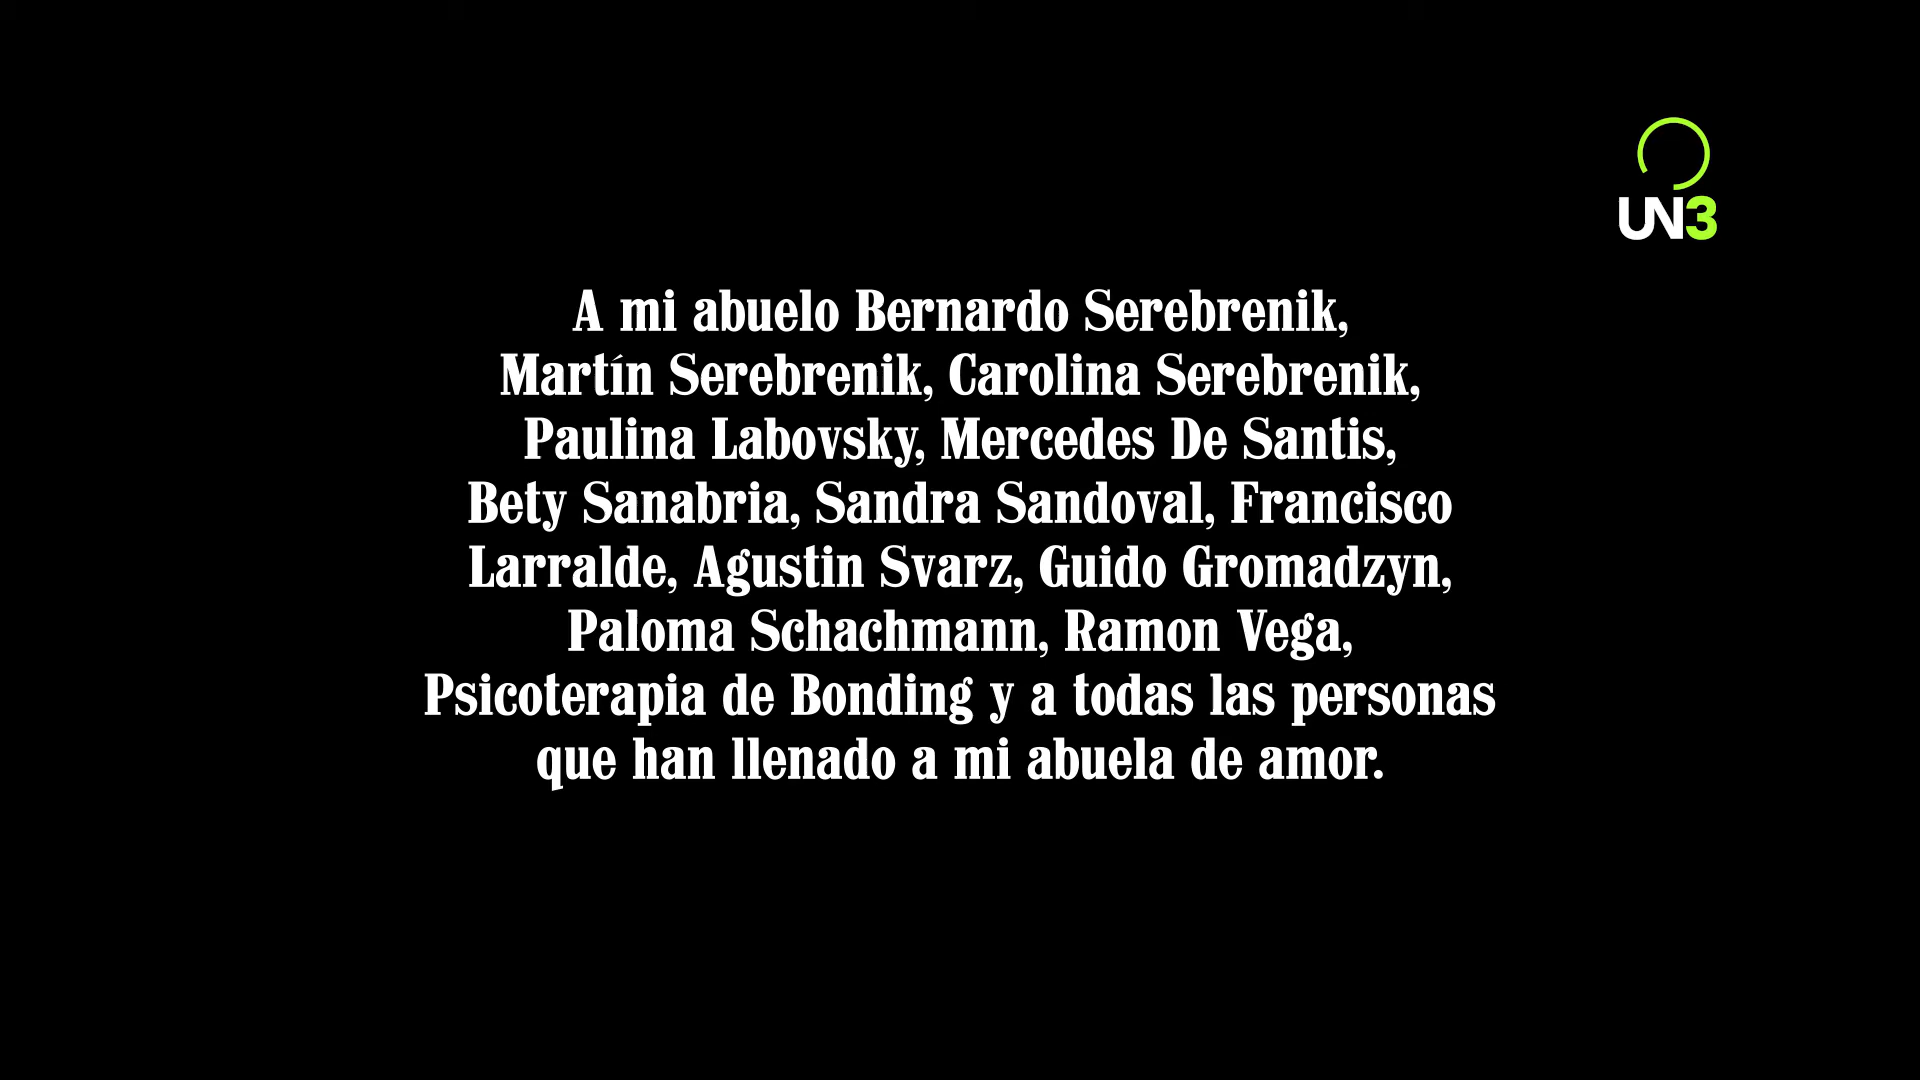 UN3
A mi abuelo Bernardo Serebrenik,
Martín Serebrenik, Carolina Serebrenik,
Paulina Labovsky, Mercedes De Santis,
Bety Sanabria, Sandra Sandoval, Francisco
Larralde, Agustin Svarz, Guido Gromadzyn,
Paloma Schachmann, Ramon Vega,
Psicoterapia de Bonding y a todas las personas
que han llenado a mi abuela de amor.